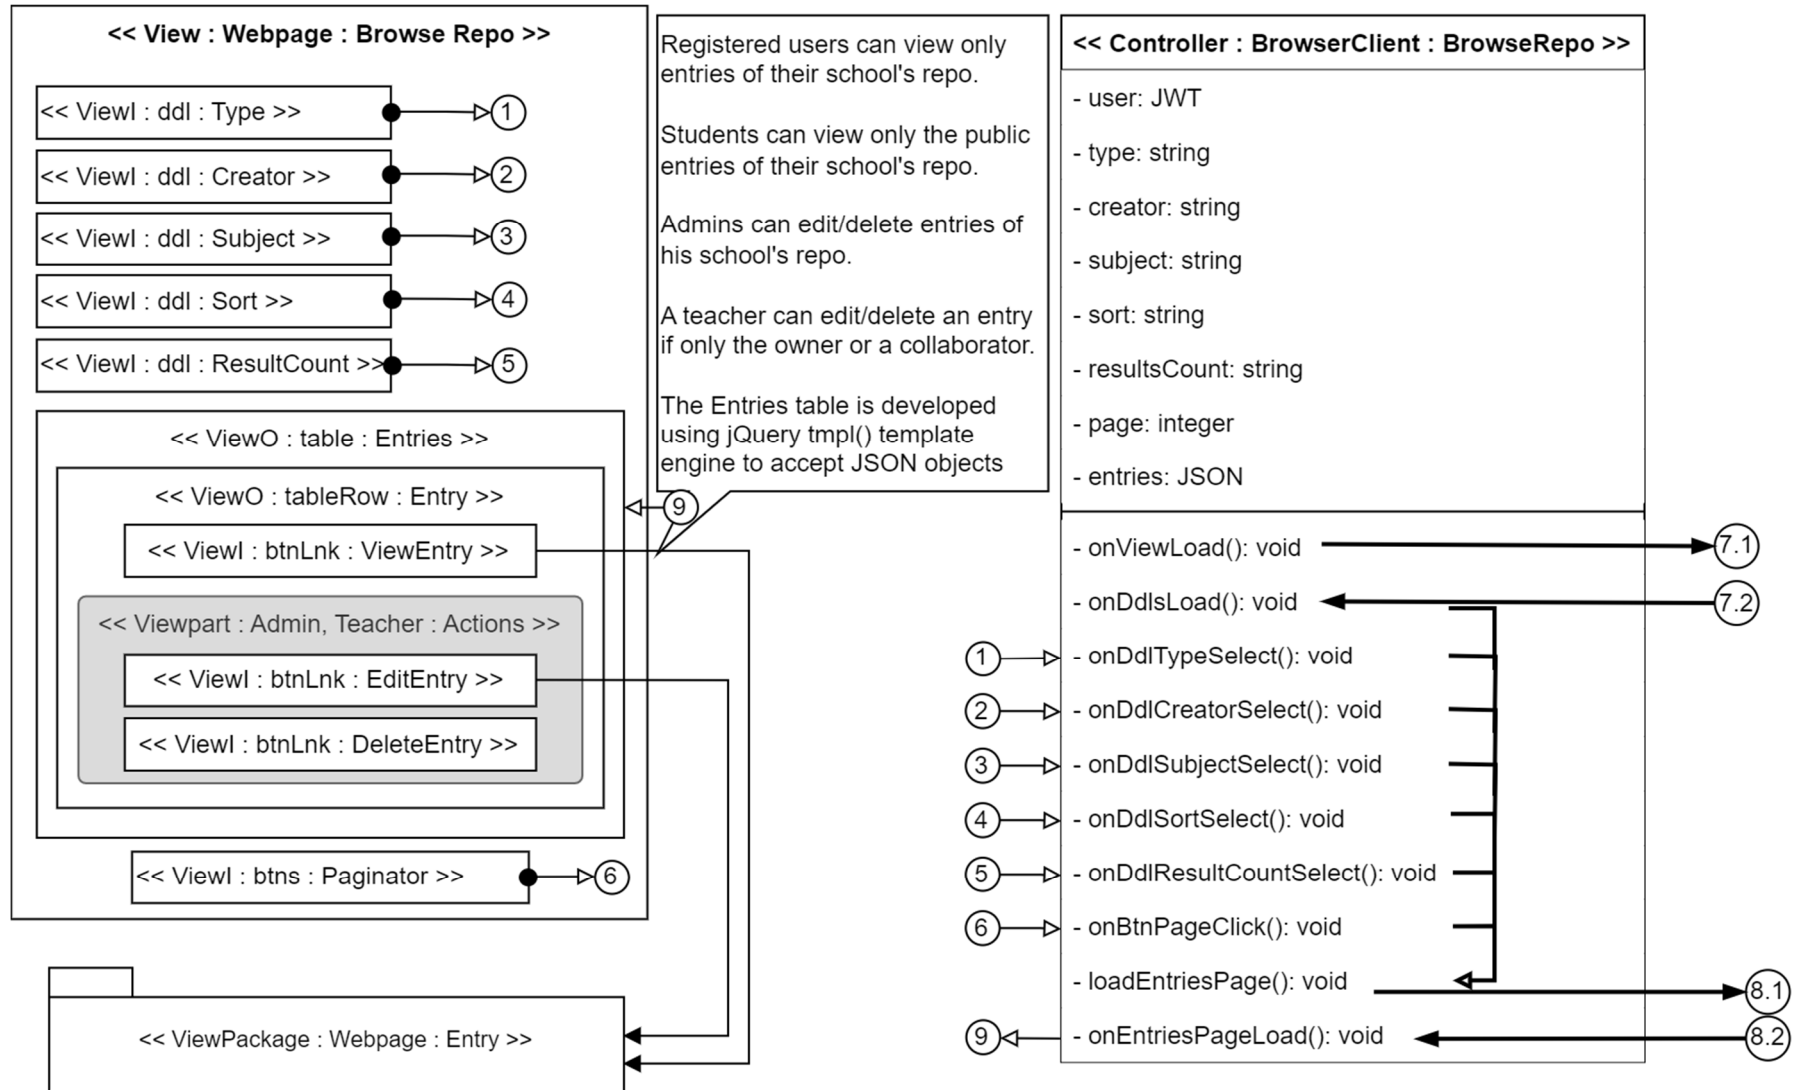 << View : Webpage : Browse Repo >>
<< ViewI : ddl : Type >>
1
<< ViewI : ddl : Creator >>
2
<< ViewI : ddl : Subject >>
3
<< ViewI : ddl : Sort >>
4
<< ViewI : ddl : ResultCount >>
5
<< ViewO : table : Entries >>
<< ViewO : tableRow : Entry >>
9
<< ViewI : btnLnk : ViewEntry >>
<< Viewpart : Admin, Teacher : Actions >>
<< ViewI : btnLnk : EditEntry >>
<< ViewI : btnLnk : DeleteEntry >>
<< ViewI : btns : Paginator >>
6
<< ViewPackage : Webpage : Entry >>
Registered users can view only
entries of their school's repo.
Students can view only the public
entries of their school's repo.
Admins can edit/delete entries of
his school's repo.
A teacher can edit/delete an entry
if only the owner or a collaborator.
The Entries table is developed
using jQuery tmpl() template
engine to accept JSON objects
<< Controller : BrowserClient : BrowseRepo >>
- user: JWT
- type: string
- creator: string
- subject: string
- sort: string
- resultsCount: string
- page: integer
- entries: JSON
- onViewLoad(): void
7.1
- onDdlsLoad(): void
7.2
1
- onDdlTypeSelect(): void
2
- onDdlCreatorSelect(): void
3
- onDdlSubjectSelect(): void
4
- onDdlSortSelect(): void
5
- onDdlResultCountSelect(): void
6
- onBtnPageClick(): void
- loadEntriesPage(): void
8.1
9
- onEntriesPageLoad(): void
8.2